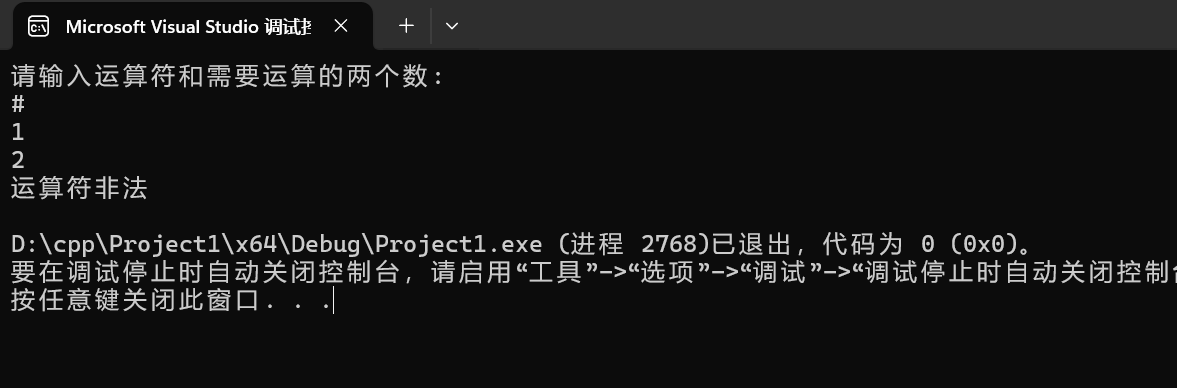 Microsoft Visual Studio 调试控
请输入运算符和需要运算的两个数:
#
1
2
运算符非法
D:\cpp\Project1\x64\Debug\Project1.exe (进程 2768)已退出，代码为 0 (0x0)。
要在调试停止时自动关闭控制台，请启用“工具”->“选项”->“调试”->“调试停止时自动关闭控制台
按任意键关闭此窗口. . .